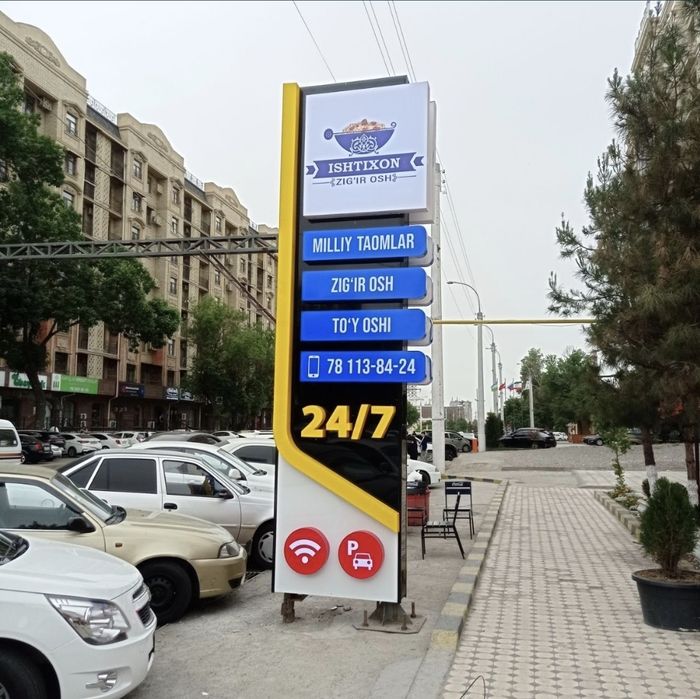 ISHTIXON
ZIG'IR OSH
MILLIY TAOMLAR
ZIG'IR OSH
TO'Y OSHI
78 113-84-24
24/7
P